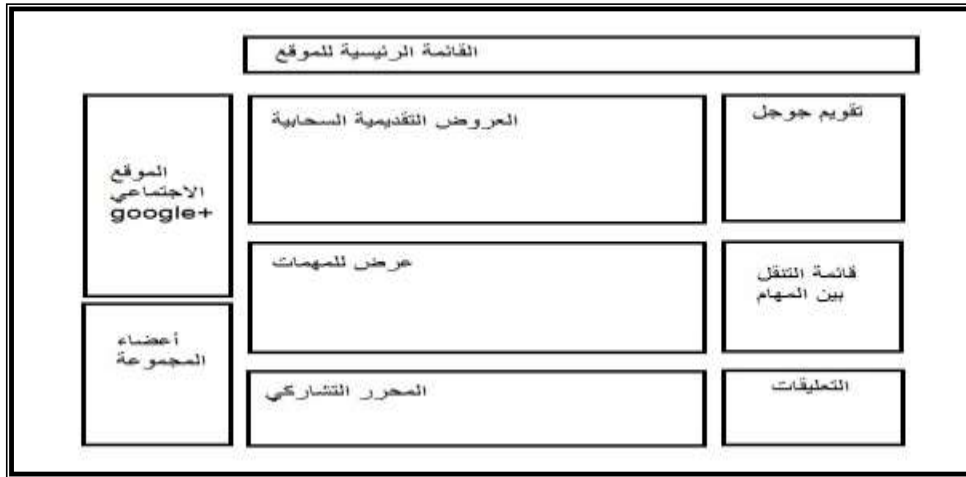 القائمة الرئيسية للموقع
تقويم جوجل
العروض التقديمية السحابية
الموقع
الاجتماعي
google+
قائمة التنقل
بين المهام
عرض للمهمات
أعضاء
المجموعة
التعليقات
المحرر التشاركي